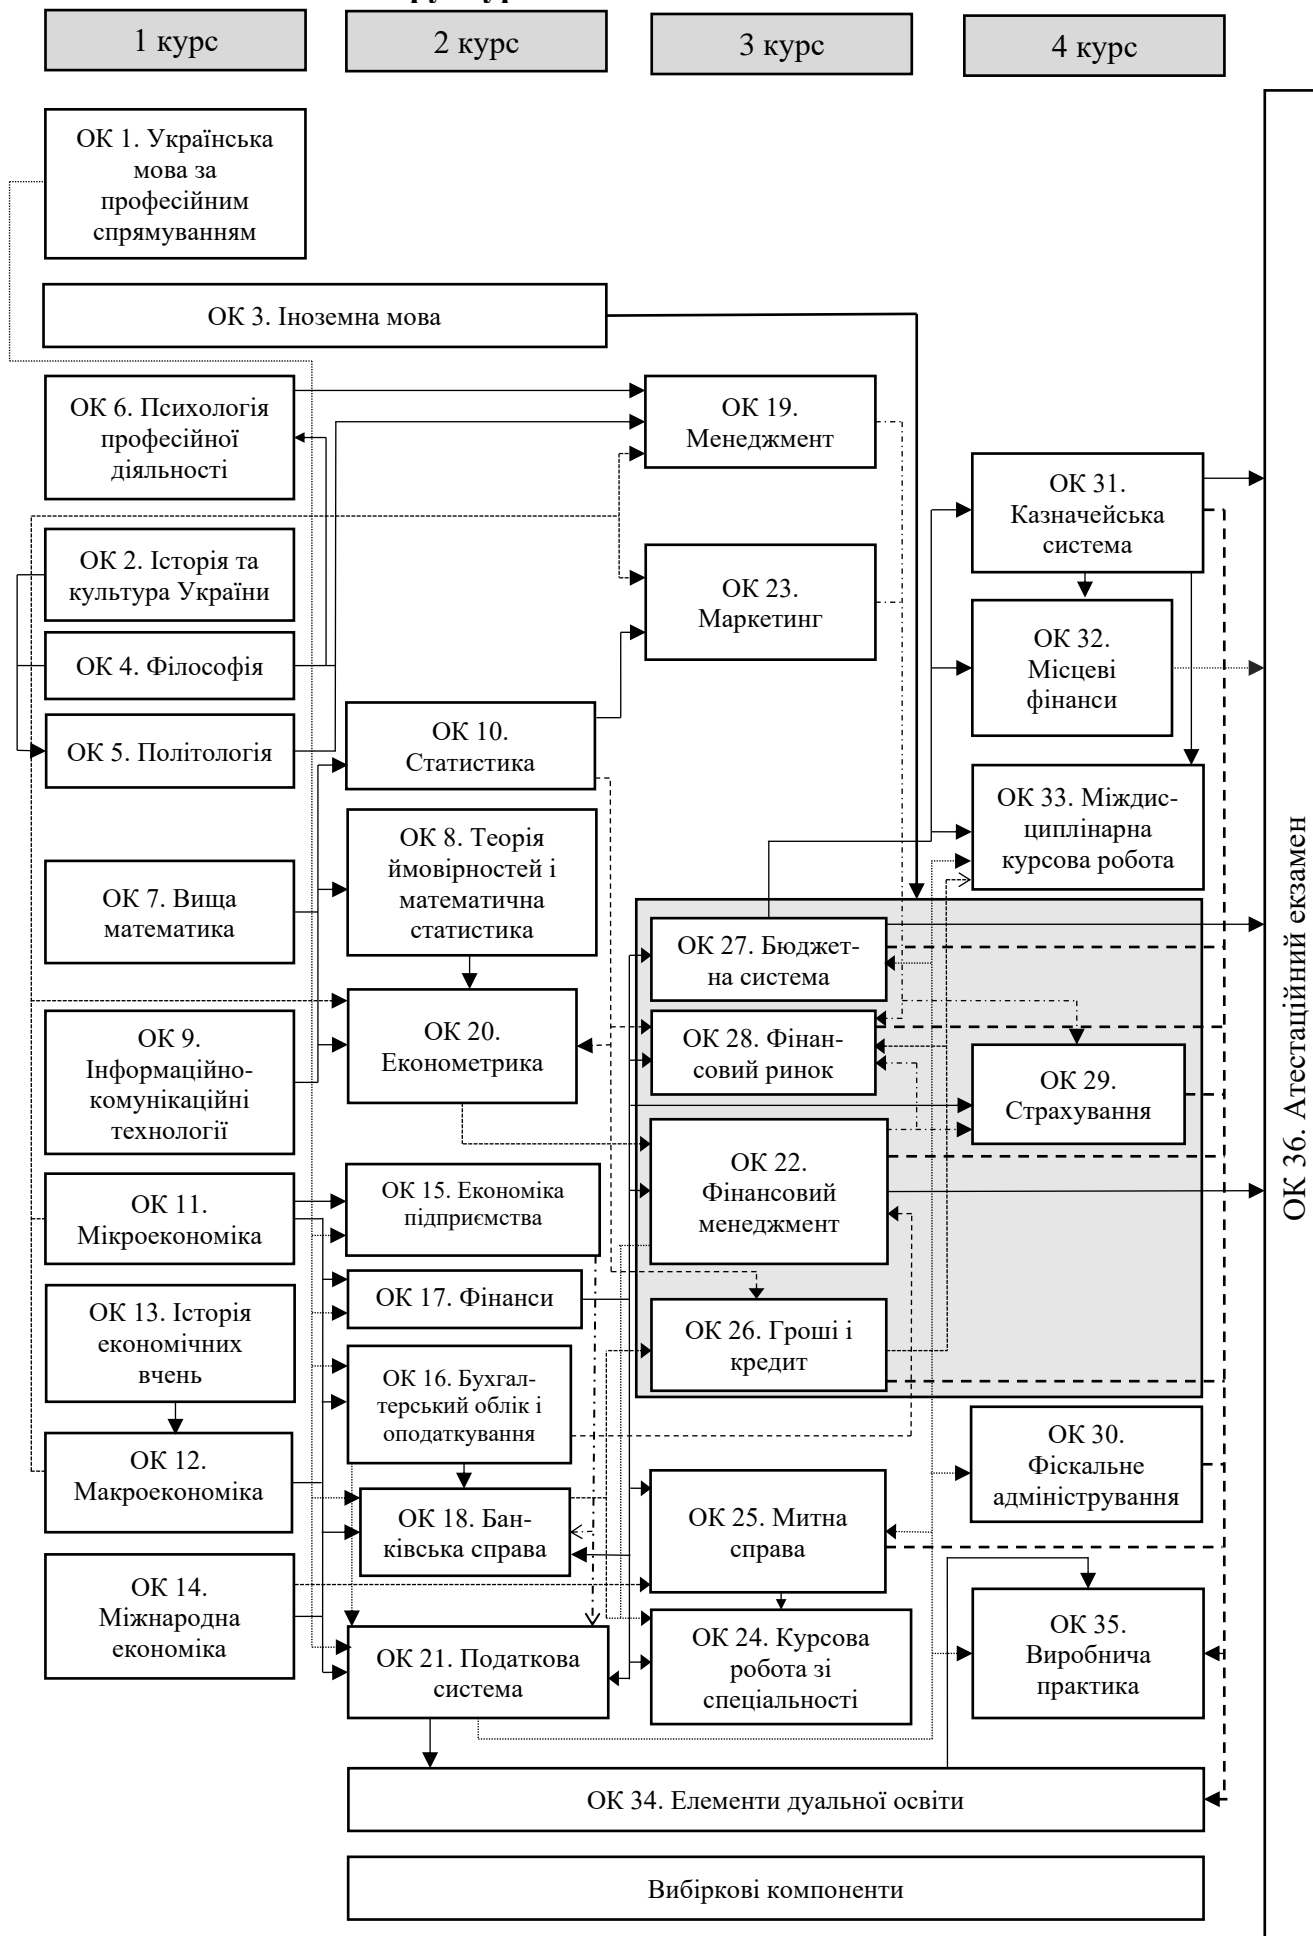 1 курс
2 курс
3 курс
4 курс
ОК 1. Українська
мова за
професійним
спрямуванням
ОК 3. Іноземна мова
ОК 6. Психологія
професійної
діяльності
ОК 19.
Менеджмент
ОК 31.
Казначейська
система
ОК 2. Історія та
культура України
ОК 23.
Маркетинг
ОК 32.
Місцеві
фінанси
ОК 4. Філософія
ОК 5. Політологія
ОК 10.
Статистика
ОК 33. Міждис-
циплінарна
курсова робота
ОК 7. Вища
математика
ОК 8. Теорія
ймовірностей і
математична
статистика
ОК 27. Бюджет-
на система
ОК 9.
Інформаційно-
комунікаційні
технології
ОК 20.
Економетрика
ОК 28. Фінан-
совий ринок
ОК 29.
Страхування
ОК 11.
Мікроекономіка
ОК 15. Економіка
підприємства
ОК 22.
Фінансовий
менеджмент
ОК 13. Історія
економічних
вчень
ОК 17. Фінанси
ОК 26. Гроші і
кредит
ОК 16. Бухгал-
терський облік і
оподаткування
ОК 12.
Макроекономіка
ОК 18. Бан-
ківська справа
ОК 25. Митна
справа
ОК 30.
Фіскальне
адміністрування
ОК 14.
Міжнародна
економіка
ОК 21. Податкова
система
ОК 24. Курсова
робота зі
спеціальності
ОК 35.
Виробнича
практика
ОК 34. Елементи дуальної освіти
Вибіркові компоненти
ОК 36. Атестаційний екзамен